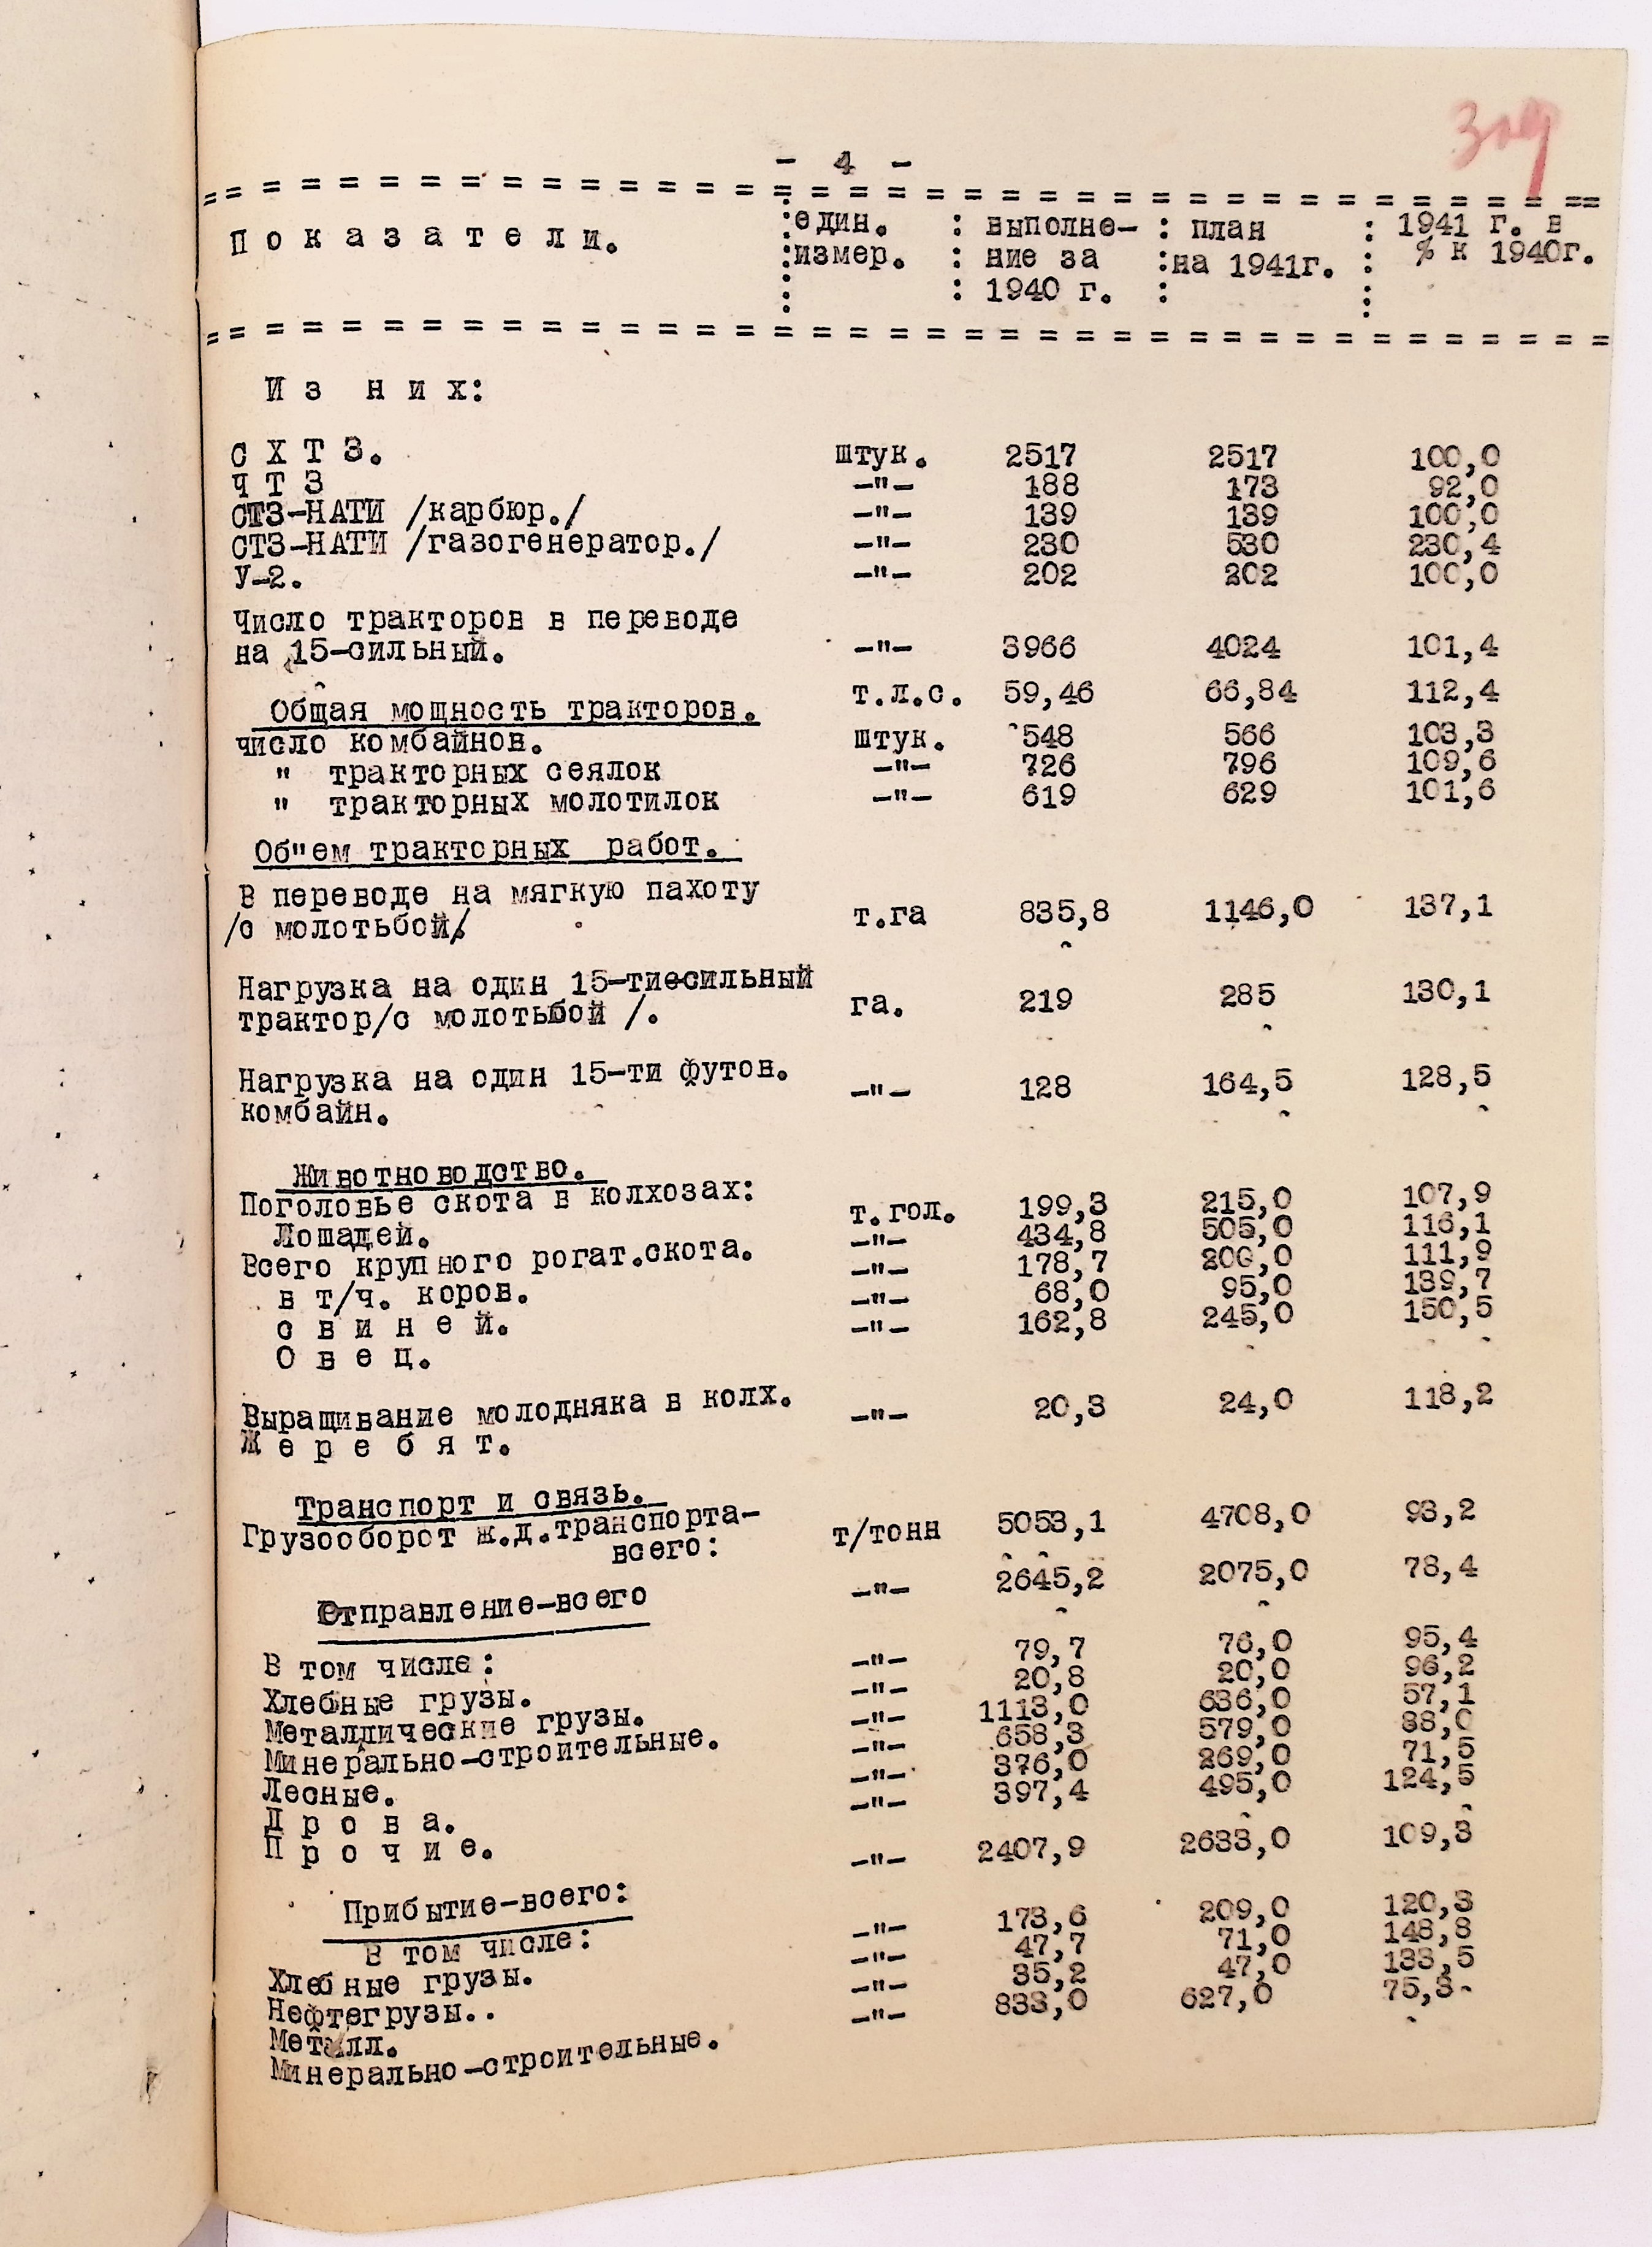 309
- 4 -
Показатели. : един. измер. : выполне- ние за 1940 г. : план на 1941г. : 1941 г. в % к 1940г.
Из них:
СХТЗ. штук. 2517 2517 100,0
ЧТЗ -"- 188 173 92,0
СТЗ-НАТИ /карбюр./ -"- 139 139 100,0
СТЗ-НАТИ /газогенератор./ -"- 230 530 230,4
У-2. -"- 202 202 100,0
Число тракторов в переводе
на 15-сильный. -"- 3966 4024 101,4
Общая мощность тракторов. т.л.с. 59,46 66,84 112,4
число комбайнов. штук. 548 566 103,3
" тракторных сеялок -"- 726 796 109,6
" тракторных молотилок -"- 619 629 101,6
Об"ем тракторных работ.
В переводе на мягкую пахоту
/с молотьбой/ т.га 835,8 1146,0 137,1
Нагрузка на один 15-тиесильный
трактор/с молотьбой /. га. 219 285 130,1
Нагрузка на один 15-ти футов.
комбайн. -"- 128 164,5 128,5
Животноводство.
Поголовье скота в колхозах:
Лошадей. т.гол. 199,3 215,0 107,9
Всего крупного рогат.скота. -"- 434,8 505,0 116,1
в т/ч. коров. -"- 178,7 200,0 111,9
свиней. -"- 68,0 95,0 139,7
Овец. -"- 162,8 245,0 150,5
Выращивание молодняка в колх.
Жеребят. -"- 20,3 24,0 118,2
Транспорт и связь.
Грузооборот ж.д.транспорта-
всего: т/тонн 5053,1 4708,0 93,2
Отправление-всего -"- 2645,2 2075,0 78,4
В том числе:
Хлебные грузы. -"- 79,7 76,0 95,4
Металлические грузы. -"- 20,8 20,0 96,2
Минерально-строительные. -"- 1113,0 636,0 57,1
Лесные. -"- 658,3 579,0 88,0
Дрова. -"- 376,0 269,0 71,5
Прочие. -"- 397,4 495,0 124,5
Прибытие-всего: -"- 2407,9 2633,0 109,3
В том числе:
Хлебные грузы. -"- 173,6 209,0 120,3
Нефтегрузы.. -"- 47,7 71,0 148,8
Металл. -"- 35,2 47,0 133,5
Минерально-строительные. -"- 833,0 627,0 75,3